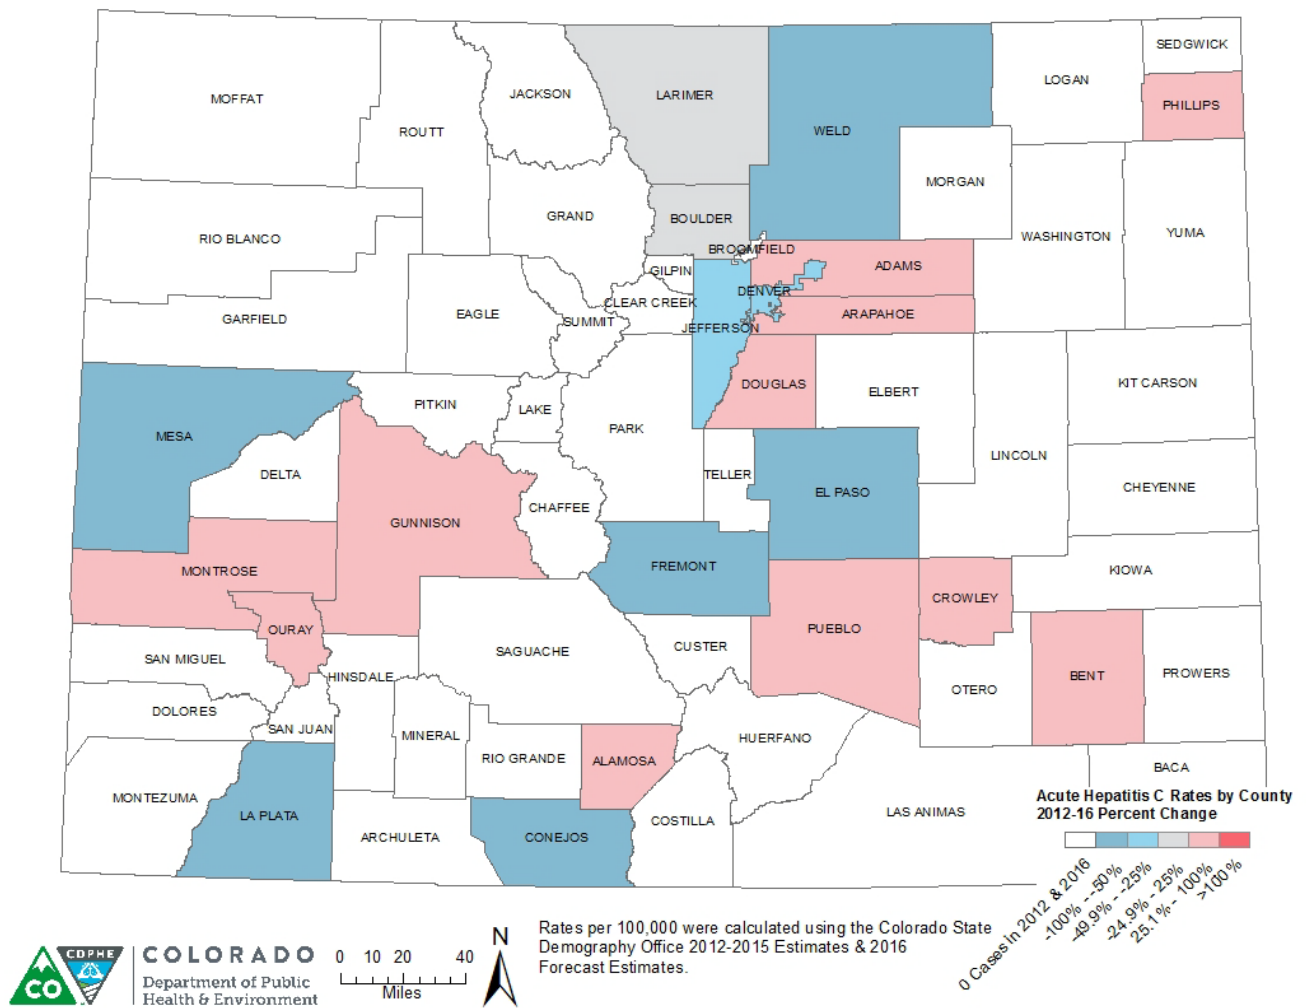 SEDGWICK
LOGAN
MOFFAT
JACKSON
LARIMER
PHILLIPS
ROUTT
WELD
MORGAN
GRAND
BOULDER
RIO BLANCO
WASHINGTON
YUMA
BROOMFIELD
GILPIN
ADAMS
DENVER
CLEAR CREEK
GARFIELD
EAGLE
SUMMIT
JEFFERSON
ARAPAHOE
DOUGLAS
ELBERT
KIT CARSON
PITKIN
LAKE
PARK
MESA
DELTA
TELLER
LINCOLN
CHEYENNE
EL PASO
CHAFFEE
GUNNISON
FREMONT
MONTROSE
KIOWA
CROWLEY
OURAY
PUEBLO
CUSTER
SAGUACHE
SAN MIGUEL
HINSDALE
BENT
PROWERS
OTERO
DOLORES
SAN JUAN
MINERAL
HUERFANO
RIO GRANDE
ALAMOSA
BACA
MONTEZUMA
LA PLATA
ARCHULETA
CONEJOS
COSTILLA
LAS ANIMAS
Acute Hepatitis C Rates by County
2012-16 Percent Change
0 Cases in 2012 & 2016
-100% - -50%
-49.9% - -25%
-24.9% - 25%
25.1% - 100%
>100%
Rates per 100,000 were calculated using the Colorado State
Demography Office 2012-2015 Estimates & 2016
Forecast Estimates.
N
0 10 20 40
Miles
CO
CDPHE
COLORADO
Department of Public
Health & Environment